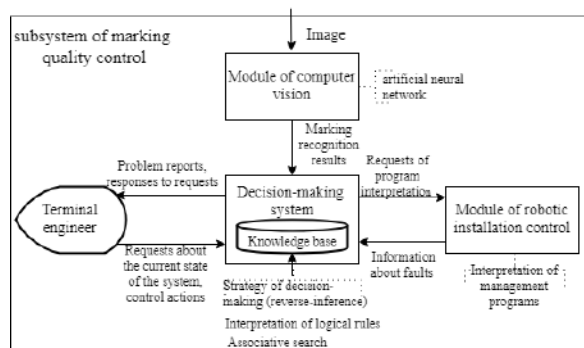 Image
subsystem of marking
quality control
Module of computer
vision
artificial neural
network
Marking
recognition
results
Problem reports,
responses to requests
Requests of
program
interpretation
Terminal
engineer
Decision-making
system
Knowledge base
Module of robotic
installation control
Requests about
the current state
of the system,
control actions
Information
about faults
Strategy of decision-
making (reverse-inference)
Interpretation of
management
programs
Interpretation of logical rules
Associative search